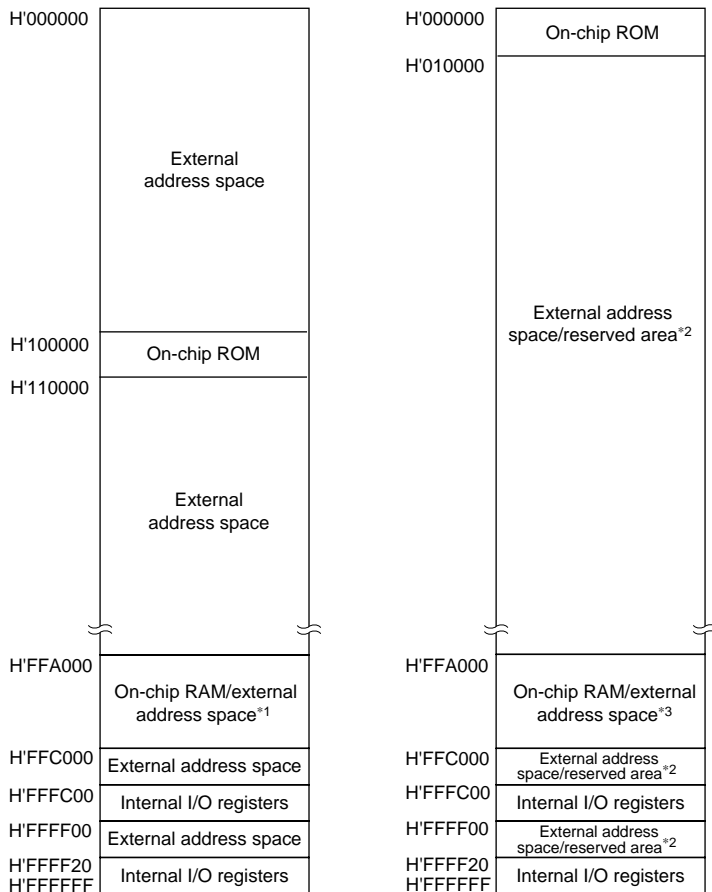 H'000000
External
address space
H'100000
On-chip ROM
H'110000
External
address space
H'FFA000
On-chip RAM/external
address space*1
H'FFC000
External address space
H'FFFC00
Internal I/O registers
H'FFFF00
External address space
H'FFFF20
Internal I/O registers
H'FFFFFF
H'000000
On-chip ROM
H'010000
External address
space/reserved area*2
H'FFA000
On-chip RAM/external
address space*3
H'FFC000
External address
space/reserved area*2
H'FFFC00
Internal I/O registers
H'FFFF00
External address
space/reserved area*2
H'FFFF20
Internal I/O registers
H'FFFFFF